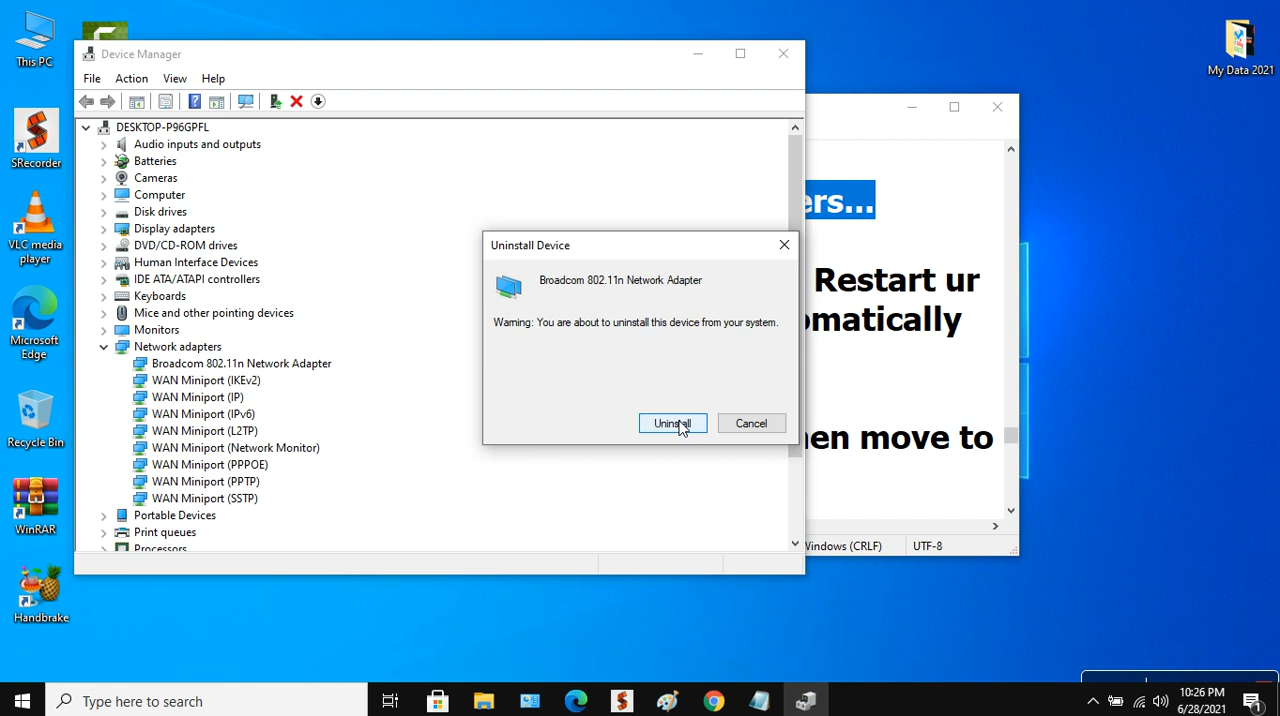 This PC
SRecorder
VLC media
player
Microsoft
Edge
Recycle Bin
WinRAR
Handbrake
My Data 2021
Device Manager
File Action View Help
DESKTOP-P96GPFL
Audio inputs and outputs
Batteries
Cameras
Computer
Disk drives
Display adapters
DVD/CD-ROM drives
Human Interface Devices
IDE ATA/ATAPI controllers
Keyboards
Mice and other pointing devices
Monitors
Network adapters
Broadcom 802.11n Network Adapter
WAN Miniport (IKEv2)
WAN Miniport (IP)
WAN Miniport (IPv6)
WAN Miniport (L2TP)
WAN Miniport (Network Monitor)
WAN Miniport (PPPOE)
WAN Miniport (PPTP)
WAN Miniport (SSTP)
Portable Devices
Print queues
Processors
Uninstall Device
Broadcom 802.11n Network Adapter
Warning: You are about to uninstall this device from your system.
Uninstall Cancel
ers...
Restart ur
omatically
en move to
Windows (CRLF) UTF-8
Type here to search
10:26 PM
6/28/2021
1